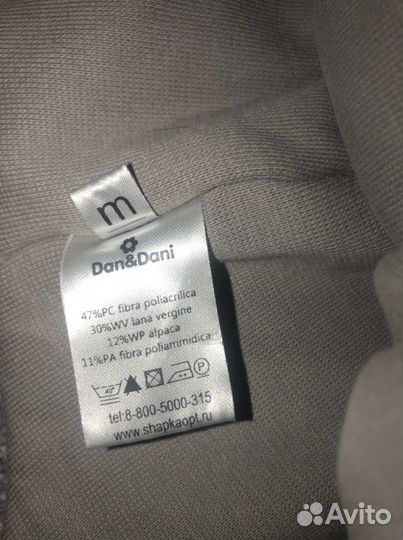 m
Dan&Dani
47%PC fibra poliacrilica
30%WV lana vergine
12%WP alpaca
11%PA fibra poliammidica
40° P
tel:8-800-5000-315
www.shapkaopt.ru
Avito